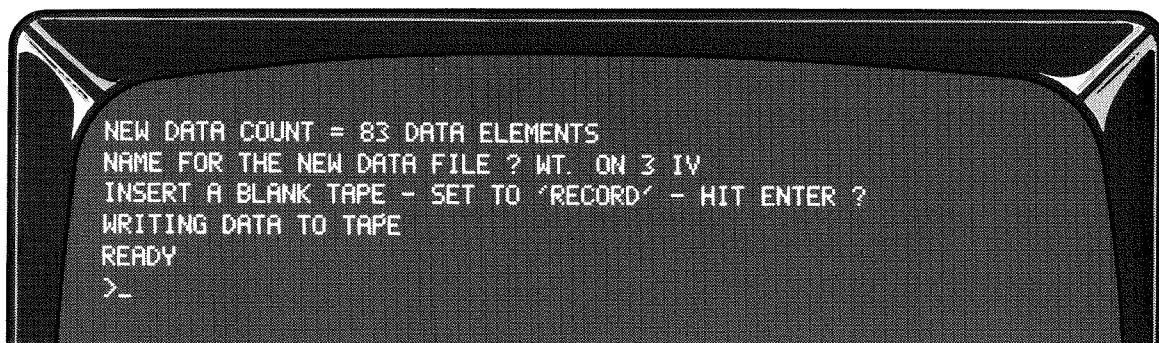 NEW DATA COUNT = 83 DATA ELEMENTS
NAME FOR THE NEW DATA FILE ? WT. ON 3 IV
INSERT A BLANK TAPE - SET TO 'RECORD' - HIT ENTER ?
WRITING DATA TO TAPE
READY
>_